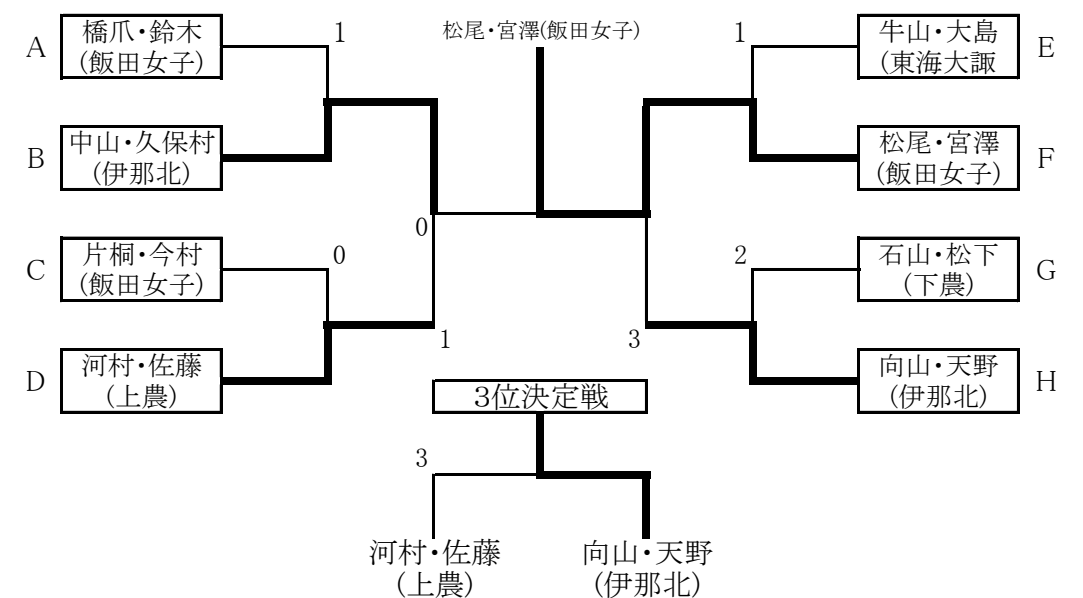 松尾・宮澤(飯田女子)
A
橋爪・鈴木
(飯田女子)
1
B
中山・久保村
(伊那北)
0
C
片桐・今村
(飯田女子)
0
D
河村・佐藤
(上農)
1
1
牛山・大島
(東海大諏
E
松尾・宮澤
(飯田女子)
F
2
石山・松下
(下農)
G
3
向山・天野
(伊那北)
H
3位決定戦
3
河村・佐藤
(上農)
向山・天野
(伊那北)